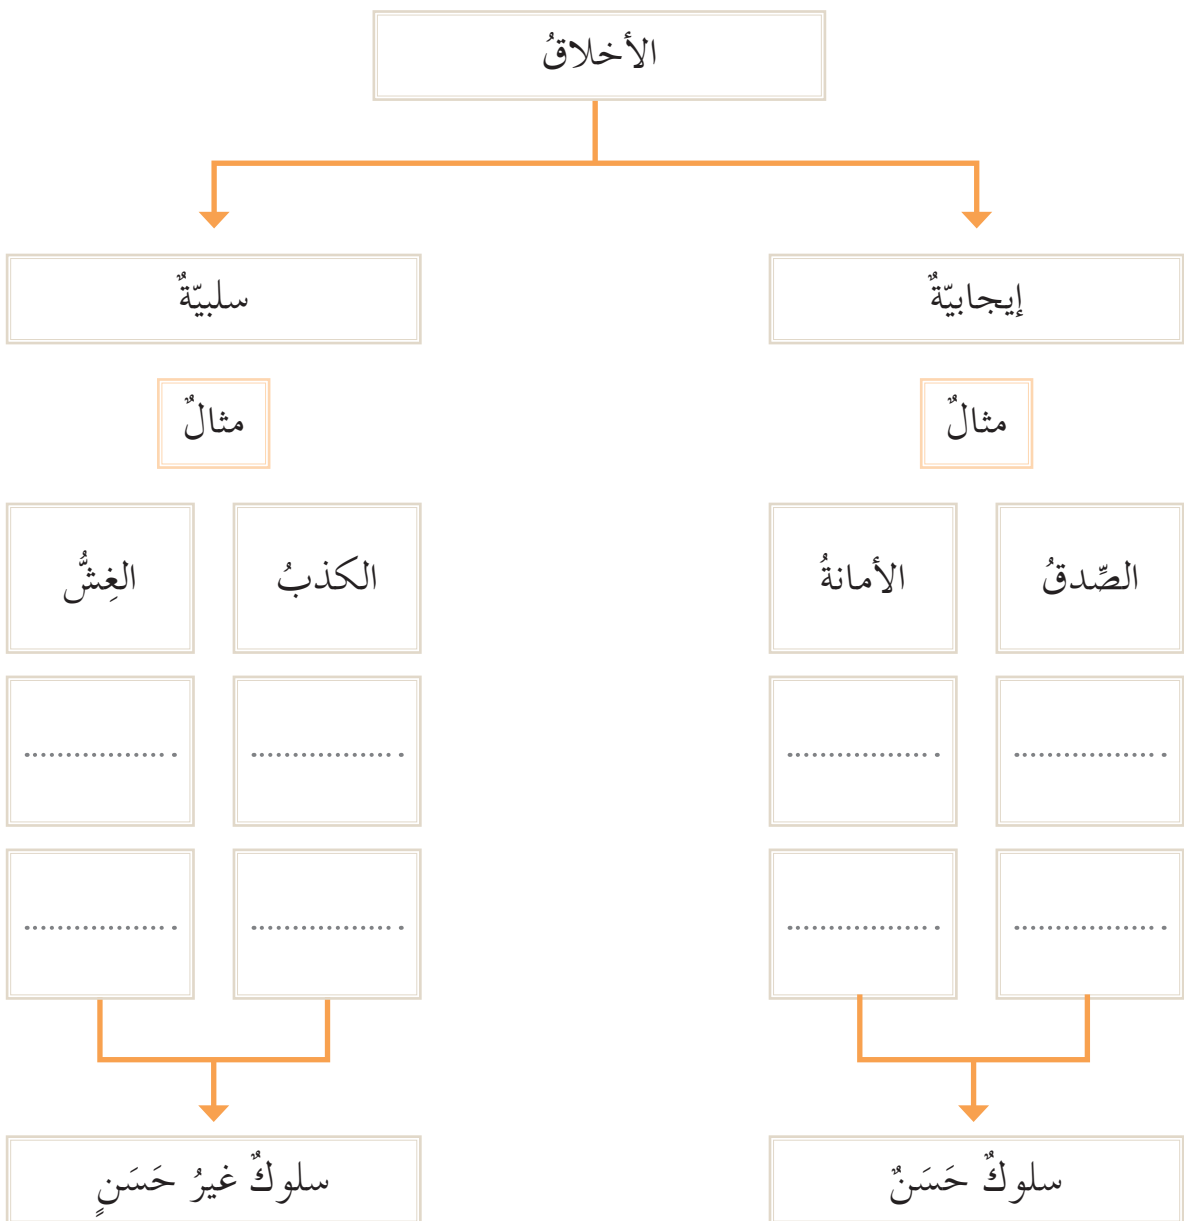 الأخلاقُ
إيجابيّةٌ
سلبيّةٌ
مثالٌ
مثالٌ
الصِّدقُ
الأمانةُ
الكذبُ
الغِشُّ
. .................
. .................
. .................
. .................
. .................
. .................
. .................
. .................
سلوكٌ حَسَنٌ
سلوكٌ غيرُ حَسَنٍ